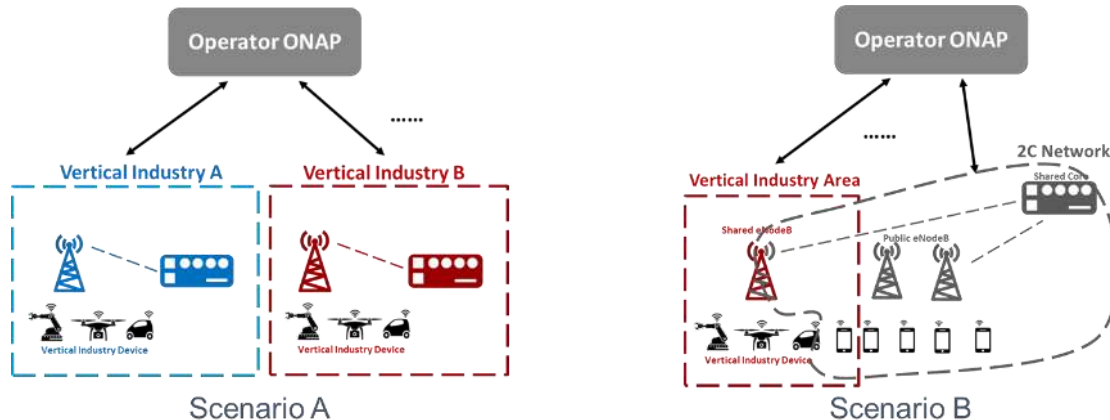 Operator ONAP
......
Vertical Industry A
Vertical Industry B
Vertical Industry Device
Vertical Industry Device
Scenario A
Operator ONAP
......
2C Network
Shared Core
Vertical Industry Area
Shared eNodeB
Public eNodeB
Vertical Industry Device
Scenario B